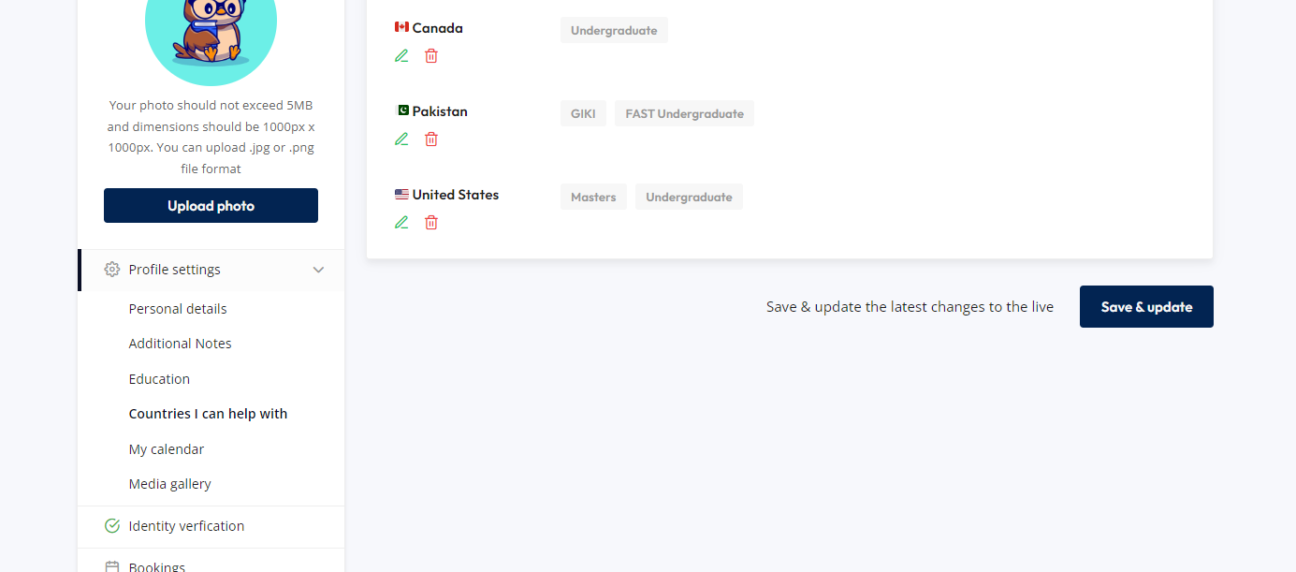 Canada
Undergraduate
Pakistan
GIKI
FAST Undergraduate
United States
Masters
Undergraduate
Save & update the latest changes to the live
Save & update
Your photo should not exceed 5MB
and dimensions should be 1000px x
1000px. You can upload .jpg or .png
file format
Upload photo
Profile settings
Personal details
Additional Notes
Education
Countries I can help with
My calendar
Media gallery
Identity verfication
Bookings